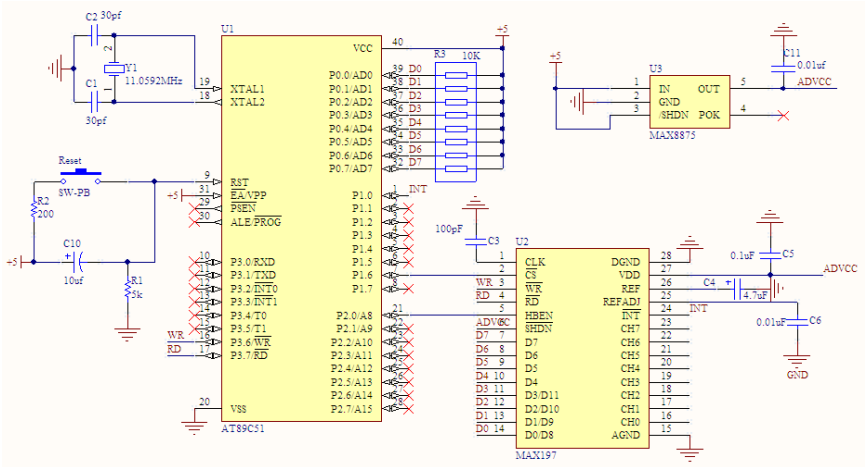 C2 30pf
2
Y1
11.0592MHz
1
C1
30pf
Reset
SW-PB
R2
200
+5
C10
+
10uf
R1
5k
+5
WR
RD
U1
19 XTAL1
18 XTAL2
9 RST
31 EA/VPP
29 PSEN
30 ALE/PROG
10 P3.0/RXD
11 P3.1/TXD
12 P3.2/INT0
13 P3.3/INT1
14 P3.4/T0
15 P3.5/T1
16 P3.6/WR
17 P3.7/RD
20 VSS
VCC 40
P0.0/AD0 39 D0
P0.1/AD1 38 D1
P0.2/AD2 37 D2
P0.3/AD3 36 D3
P0.4/AD4 35 D4
P0.5/AD5 34 D5
P0.6/AD6 33 D6
P0.7/AD7 32 D7
P1.0 1 INT
P1.1
P1.2
P1.3
P1.4
P1.5
P1.6
P1.7
P2.0/A8 21
P2.1/A9
P2.2/A10
P2.3/A11
P2.4/A12
P2.5/A13
P2.6/A14
P2.7/A15
AT89C51
R3 10K
+5
+5
U3
1 IN
2 GND
3 /SHDN
OUT 5
POK 4
MAX8875
C11
0.01uf
ADVCC
100pF
C3
U2
1 CLK
2 CS
WR 3 WR
RD 4 RD
5 HBEN
ADVCC 6 SHDN
D7 7 D7
D6 8 D6
D5 9 D5
D4 10 D4
D3 11 D3/D11
D2 12 D2/D10
D1 13 D1/D9
D0 14 D0/D8
DGND 28
VDD 27
REF 26
REFADJ 25
INT 24 INT
CH7 23
CH6 22
CH5 21
CH4 20
CH3 19
CH2 18
CH1 17
CH0 16
AGND 15
MAX197
0.1uF C5
ADVCC
C4 +
4.7uF
0.01uF C6
GND